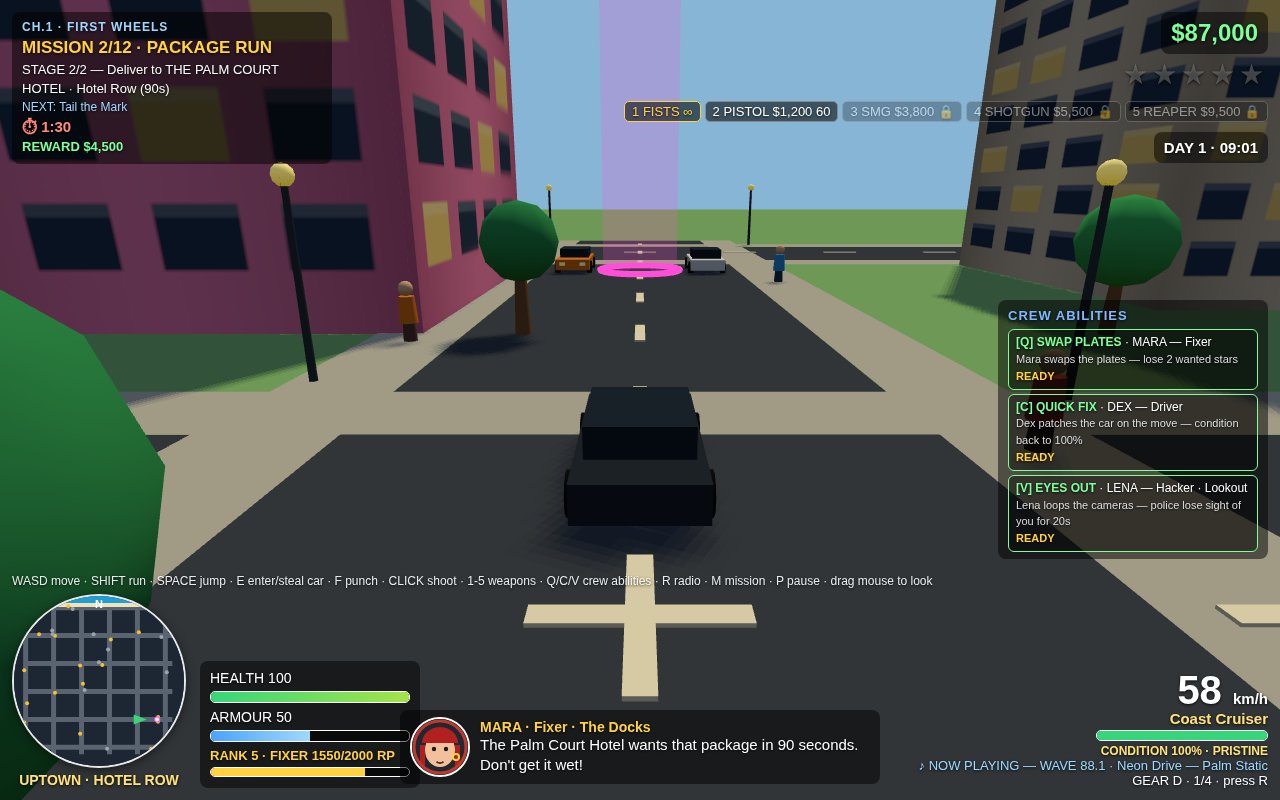 CH.1 · FIRST WHEELS
MISSION 2/12 · PACKAGE RUN
STAGE 2/2 — Deliver to THE PALM COURT
HOTEL · Hotel Row (90s)
NEXT: Tail the Mark
⏱ 1:30
REWARD $4,500
$87,000
★★★★★
1 FISTS ∞ 2 PISTOL $1,200 60 3 SMG $3,800 🔒 4 SHOTGUN $5,500 🔒 5 REAPER $9,500 🔒
DAY 1 · 09:01
CREW ABILITIES
[Q] SWAP PLATES · MARA — Fixer
Mara swaps the plates — lose 2 wanted stars
READY
[C] QUICK FIX · DEX — Driver
Dex patches the car on the move — condition
back to 100%
READY
[V] EYES OUT · LENA — Hacker · Lookout
Lena loops the cameras — police lose sight of
you for 20s
READY
WASD move · SHIFT run · SPACE jump · E enter/steal car · F punch · CLICK shoot · 1-5 weapons · Q/C/V crew abilities · R radio · M mission · P pause · drag mouse to look
N
UPTOWN · HOTEL ROW
HEALTH 100
ARMOUR 50
RANK 5 · FIXER 1550/2000 RP
MARA · Fixer · The Docks
The Palm Court Hotel wants that package in 90 seconds.
Don't get it wet!
58 km/h
Coast Cruiser
CONDITION 100% · PRISTINE
♪ NOW PLAYING — WAVE 88.1 · Neon Drive — Palm Static
GEAR D · 1/4 · press R